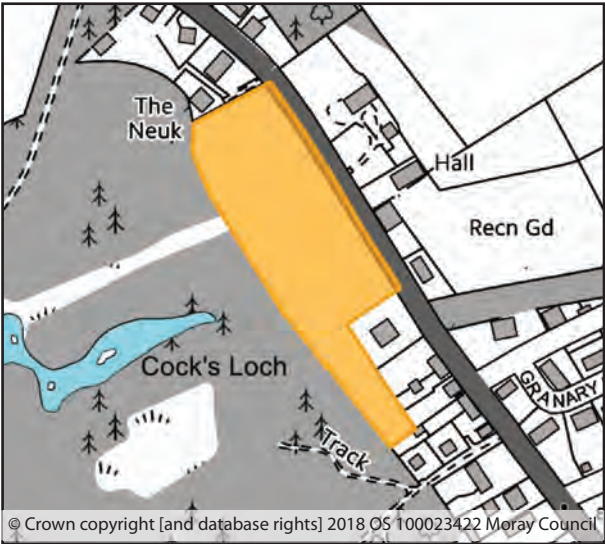 The
Neuk
Hall
Recn Gd
Cock's Loch
GRANARY
Track
© Crown copyright [and database rights] 2018 OS 100023422 Moray Council